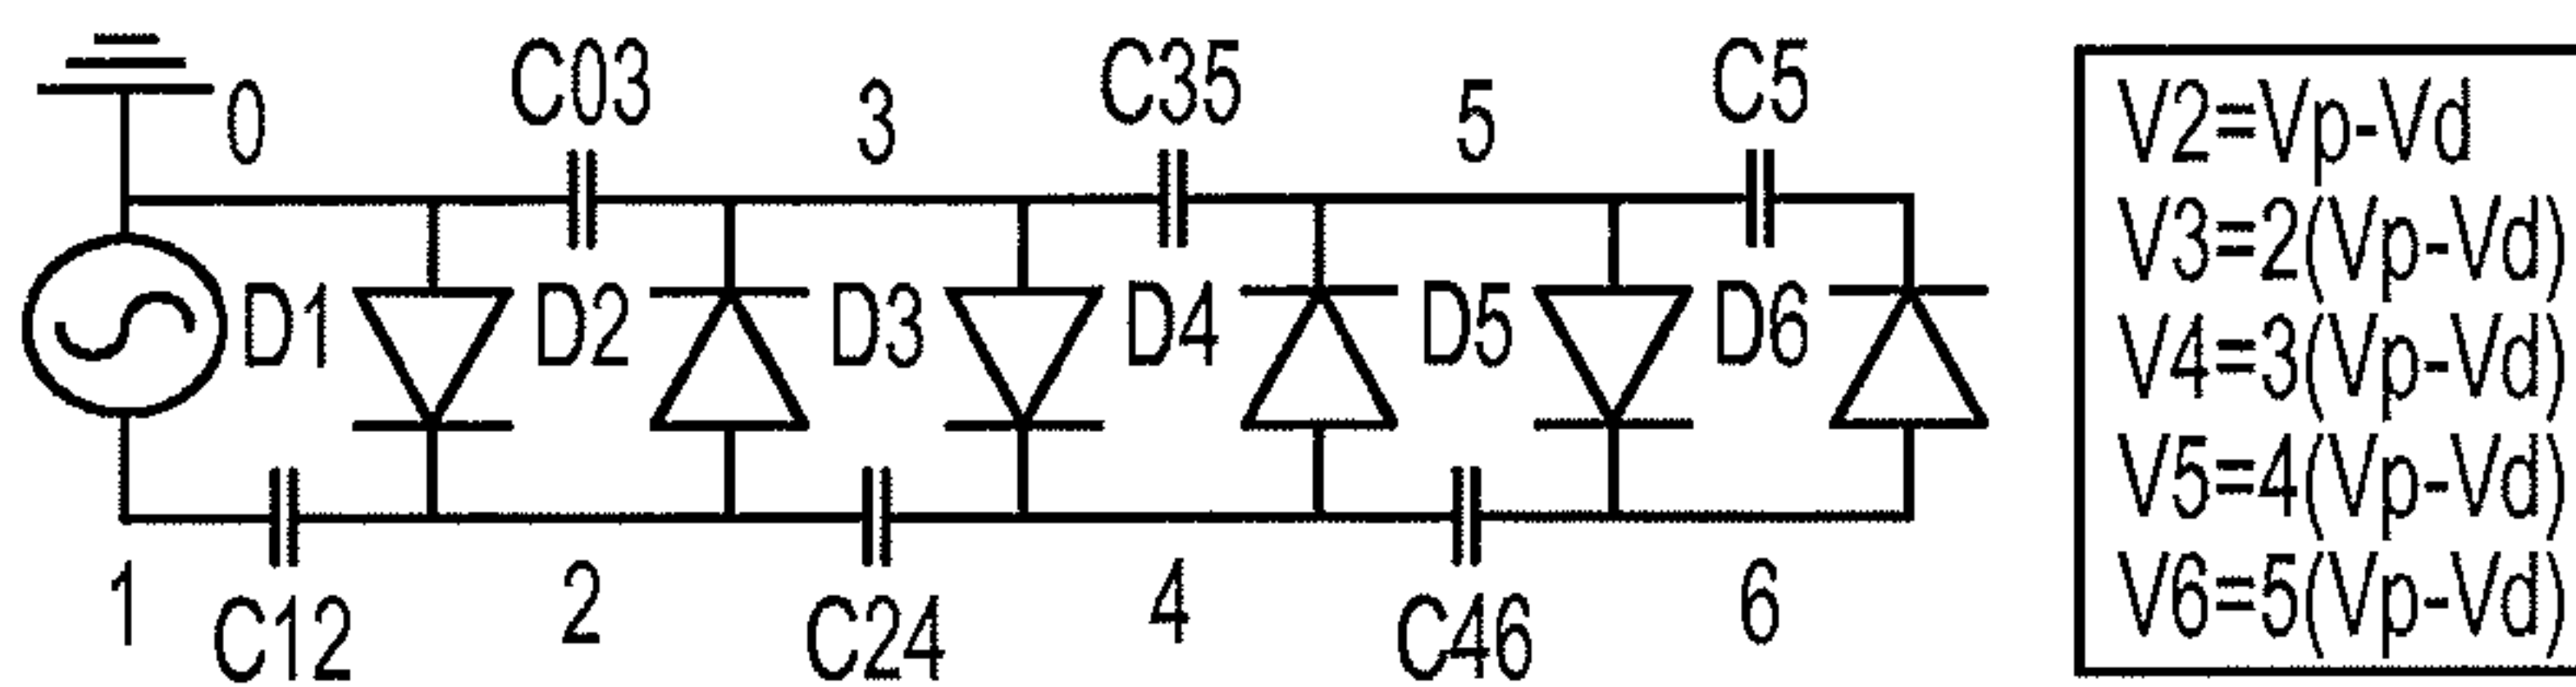 0 C03 3 C35 5 C5
D1 D2 D3 D4 D5 D6
1 C12 2 C24 4 C46 6
V2=Vp-Vd
V3=2(Vp-Vd)
V4=3(Vp-Vd)
V5=4(Vp-Vd)
V6=5(Vp-Vd)